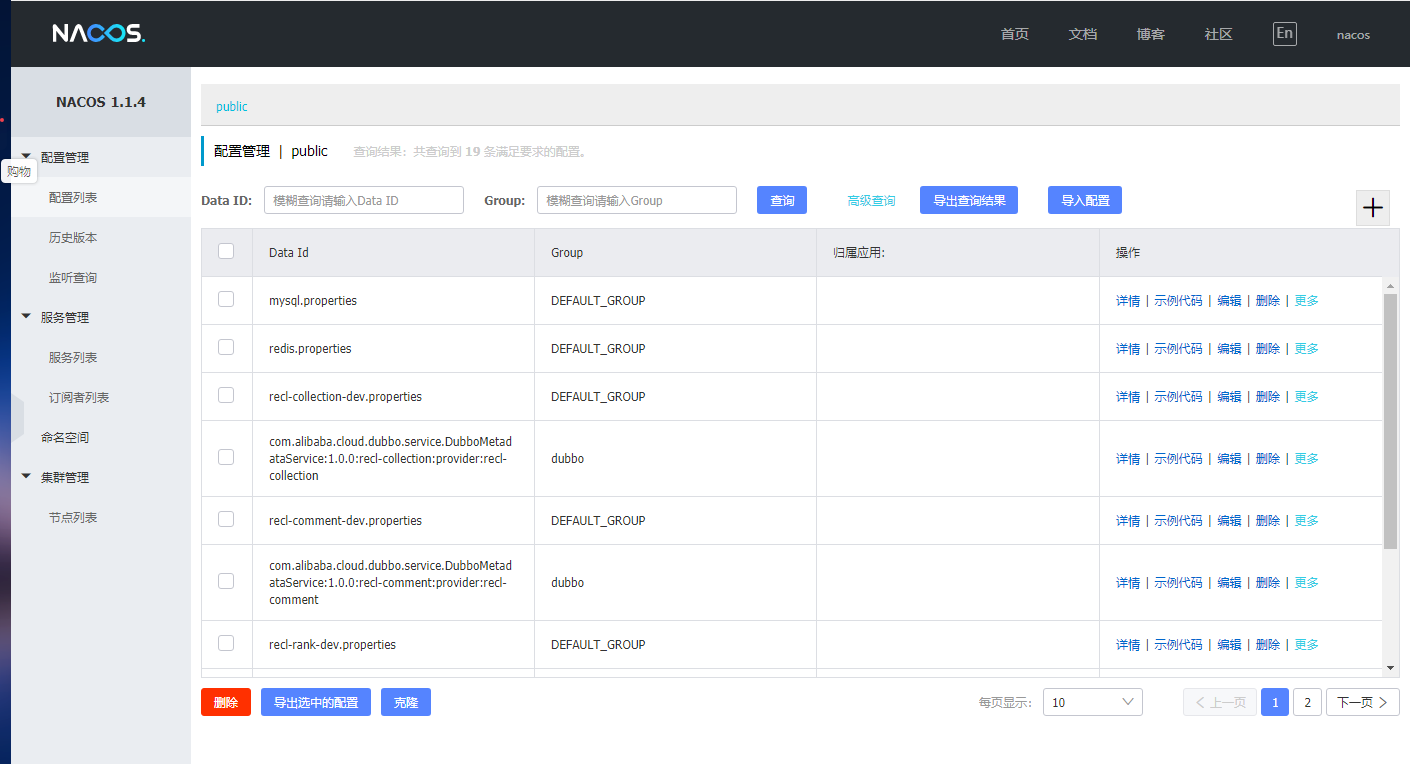 NACOS.
首页 文档 博客 社区 En nacos
NACOS 1.1.4
public
配置管理
购物
配置列表
历史版本
监听查询
服务管理
服务列表
订阅者列表
命名空间
集群管理
节点列表
配置管理 | public 查询结果：共查询到 19 条满足要求的配置。
Data ID: 模糊查询请输入Data ID Group: 模糊查询请输入Group 查询 高级查询 导出查询结果 导入配置
Data Id Group 归属应用: 操作
mysql.properties DEFAULT_GROUP 详情 | 示例代码 | 编辑 | 删除 | 更多
redis.properties DEFAULT_GROUP 详情 | 示例代码 | 编辑 | 删除 | 更多
recl-collection-dev.properties DEFAULT_GROUP 详情 | 示例代码 | 编辑 | 删除 | 更多
com.alibaba.cloud.dubbo.service.DubboMetad
ataService:1.0.0:recl-collection:provider:recl- dubbo 详情 | 示例代码 | 编辑 | 删除 | 更多
collection
recl-comment-dev.properties DEFAULT_GROUP 详情 | 示例代码 | 编辑 | 删除 | 更多
com.alibaba.cloud.dubbo.service.DubboMetad
ataService:1.0.0:recl-comment:provider:recl- dubbo 详情 | 示例代码 | 编辑 | 删除 | 更多
comment
recl-rank-dev.properties DEFAULT_GROUP 详情 | 示例代码 | 编辑 | 删除 | 更多
删除 导出选中的配置 克隆 每页显示: 10 上一页 1 2 下一页